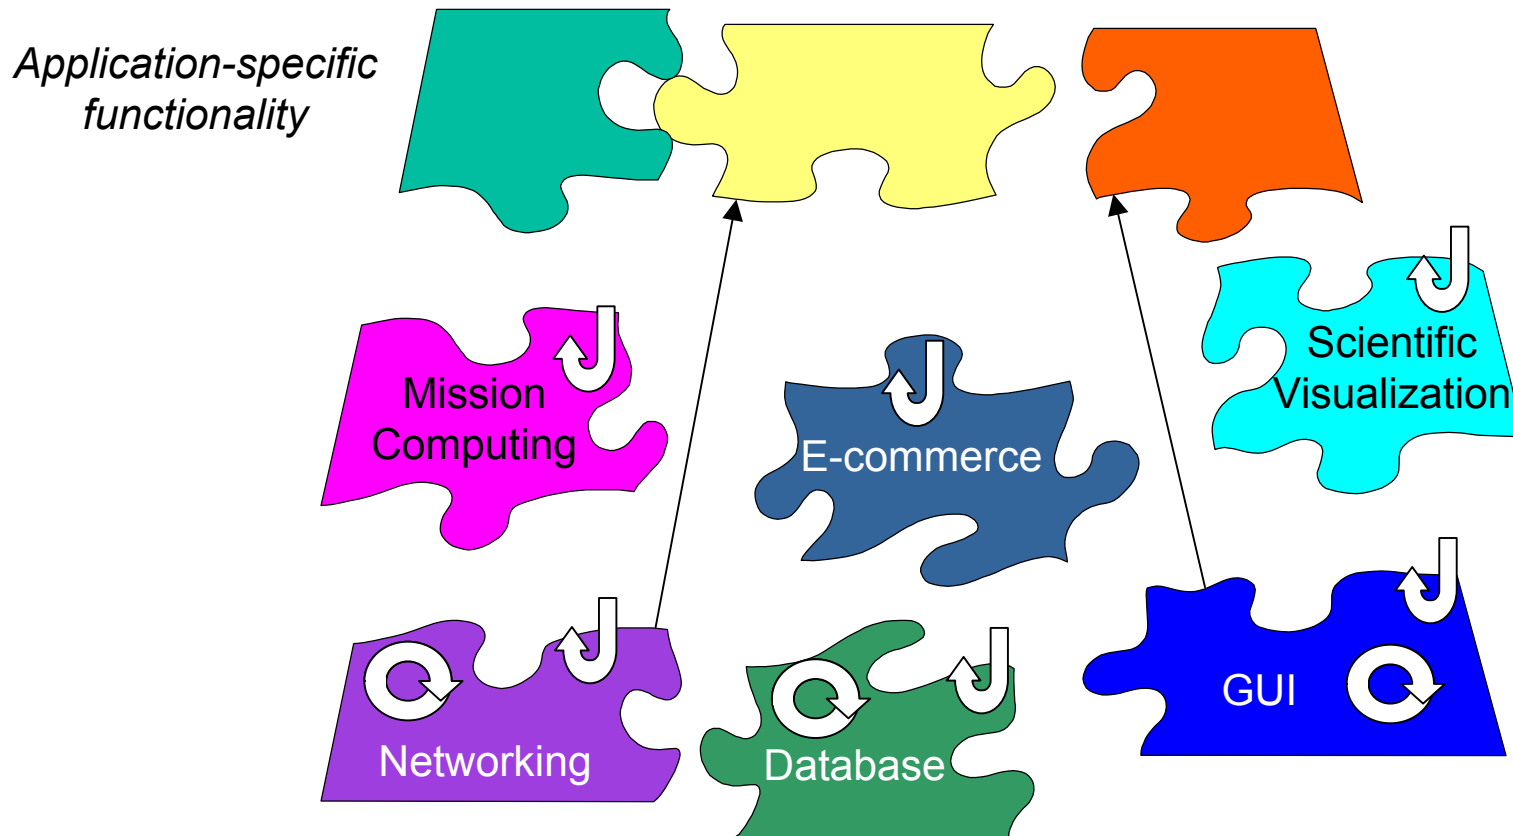 Application-specific
functionality
Scientific
Visualization
Mission
Computing
E-commerce
GUI
Networking
Database